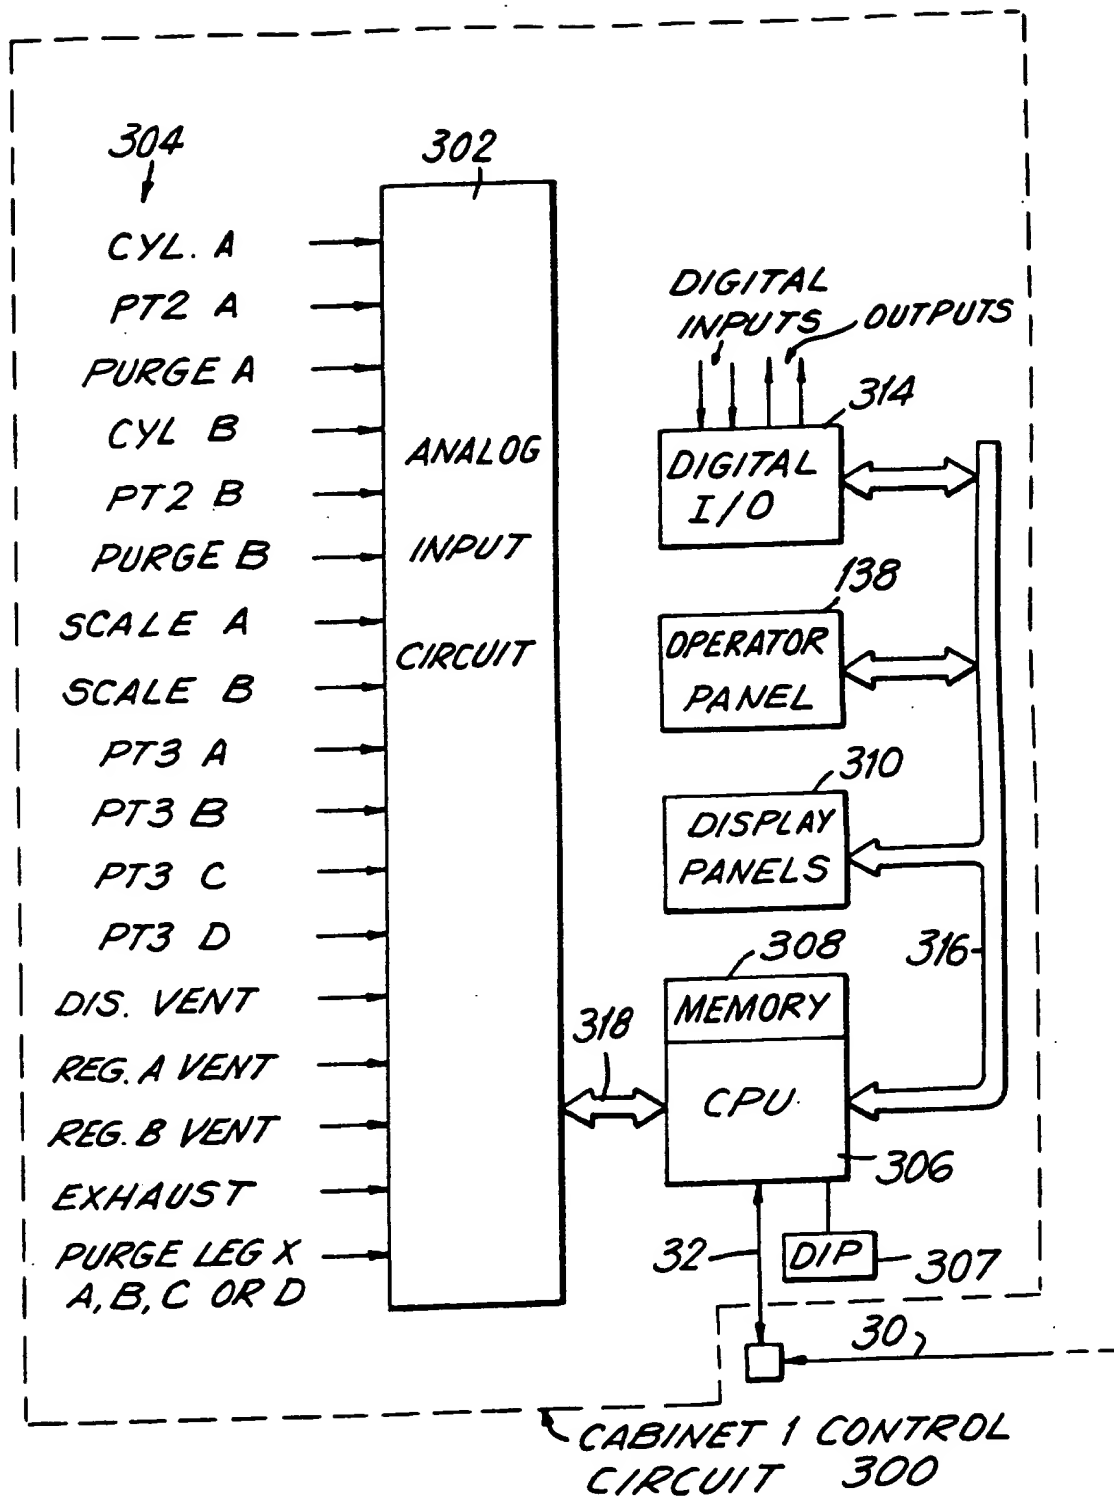 304
302
CYL. A
PT2 A
PURGE A
CYL B
PT2 B
PURGE B
SCALE A
SCALE B
PT3 A
PT3 B
PT3 C
PT3 D
DIS. VENT
REG. A VENT
REG. B VENT
EXHAUST
PURGE LEG X
A, B, C OR D
ANALOG
INPUT
CIRCUIT
DIGITAL
INPUTS
OUTPUTS
314
DIGITAL
I/O
138
OPERATOR
PANEL
310
DISPLAY
PANELS
316
308
MEMORY
318
CPU
306
32
DIP
307
30
CABINET 1 CONTROL
CIRCUIT 300